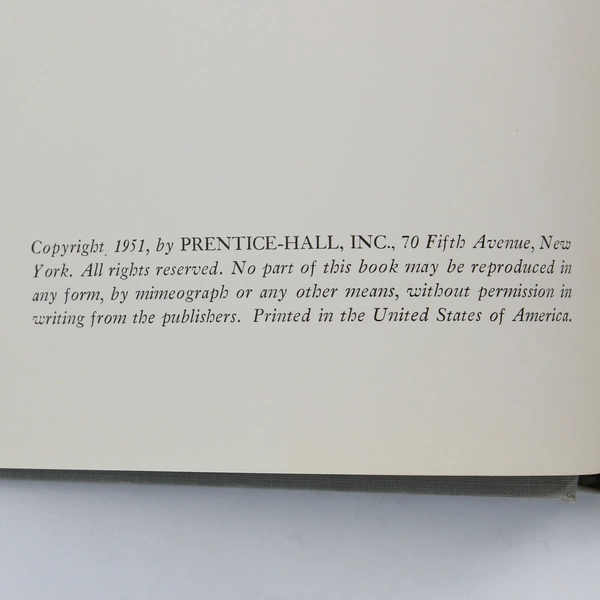 Copyright, 1951, by PRENTICE-HALL, INC., 70 Fifth Avenue, New
York. All rights reserved. No part of this book may be reproduced in
any form, by mimeograph or any other means, without permission in
writing from the publishers. Printed in the United States of America.